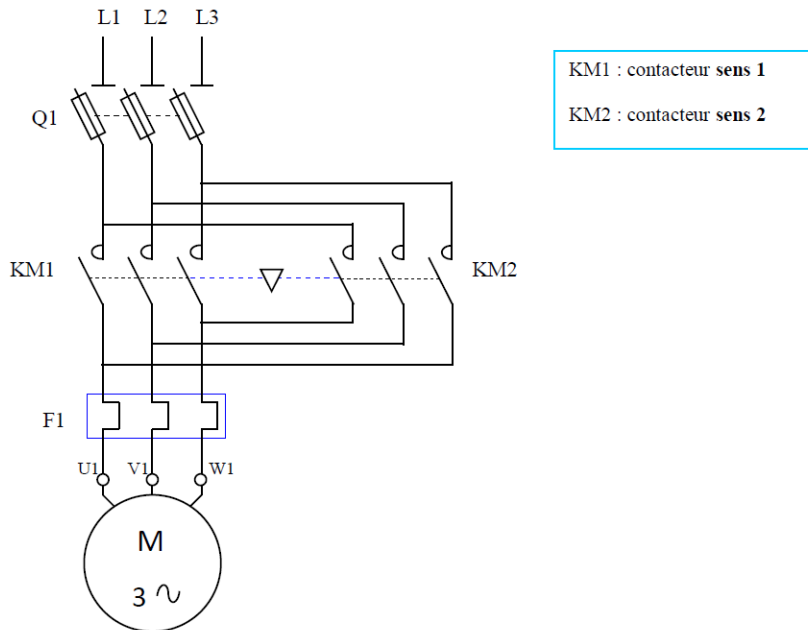 L1 L2 L3
KM1 : contacteur sens 1
Q1
KM2 : contacteur sens 2
KM1
KM2
F1
U1 V1 W1
M
3 ∿